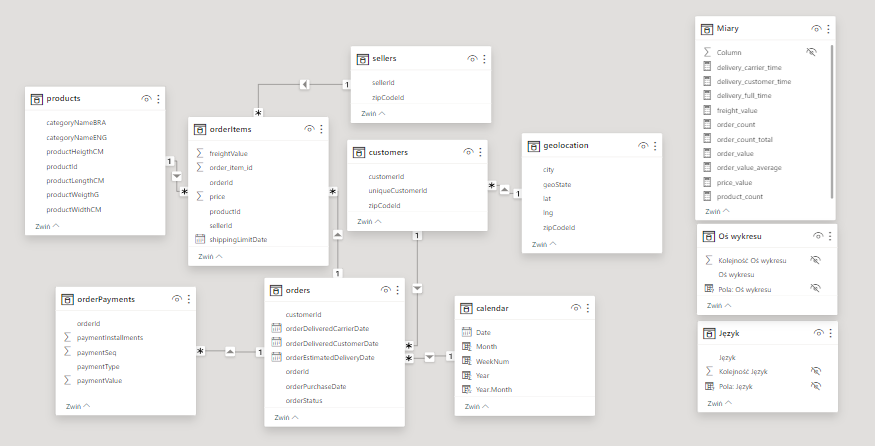 products
categoryNameBRA
categoryNameENG
productHeigthCM
productId
productLengthCM
productWeigthG
productWidthCM
Zwiń
1
*
orderItems
freightValue
order_item_id
orderId
price
productId
sellerId
shippingLimitDate
Zwiń
*
*
1
sellers
sellerId
zipCodeId
Zwiń
1
customers
customerId
uniqueCustomerId
zipCodeId
Zwiń
*
1
1
geolocation
city
geoState
lat
lng
zipCodeId
Zwiń
orderPayments
orderId
paymentInstallments
paymentSeq
paymentType
paymentValue
Zwiń
*
1
orders
customerId
orderDeliveredCarrierDate
orderDeliveredCustomerDate
orderEstimatedDeliveryDate
orderId
orderPurchaseDate
orderStatus
Zwiń
*
*
1
calendar
Date
Month
WeekNum
Year
Year.Month
Zwiń
Miary
Column
delivery_carrier_time
delivery_customer_time
delivery_full_time
freight_value
order_count
order_count_total
order_value
order_value_average
price_value
product_count
Zwiń
Oś wykresu
Kolejność Oś wykresu
Oś wykresu
Pola: Oś wykresu
Zwiń
Język
Język
Kolejność Język
Pola: Język
Zwiń